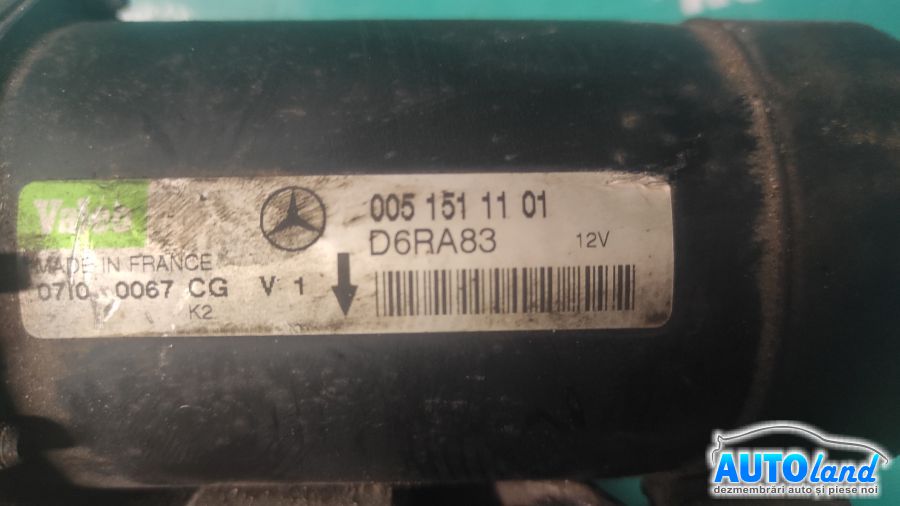 Valeo
005 151 11 01
D6RA83 12V
MADE IN FRANCE
0710 0067 CG V 1
K2
AUTOland
dezmembrări auto și piese noi